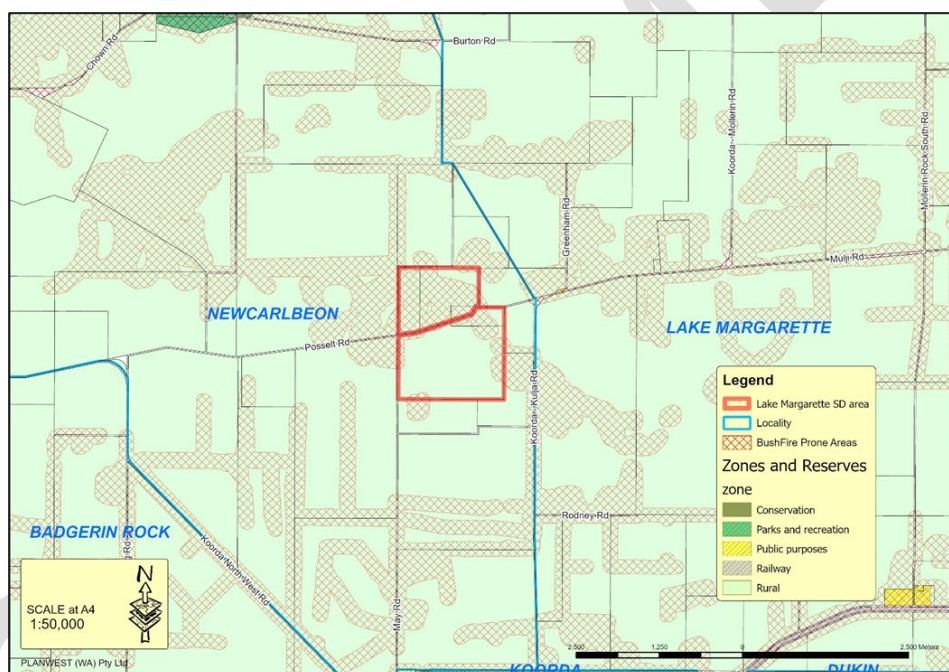 Chown Rd
Burton Rd
Koorda--Mollerin Rd
Mollerin Rock South Rd
Greenham Rd
Mulji Rd
NEWCARLBEON
LAKE MARGARETTE
Posselt Rd
Koorda--Kulja Rd
Legend
Lake Margarette SD area
Locality
BushFire Prone Areas
Zones and Reserves
zone
Conservation
Parks and recreation
Public purposes
Railway
Rural
Rodney Rd
BADGERIN ROCK
Koorda North West Rd
May Rd
N
SCALE at A4
1:50,000
2,500 1,250 0 2,500 Meters
PLANWEST (WA) Pty Ltd
KOORDA
DUKIN